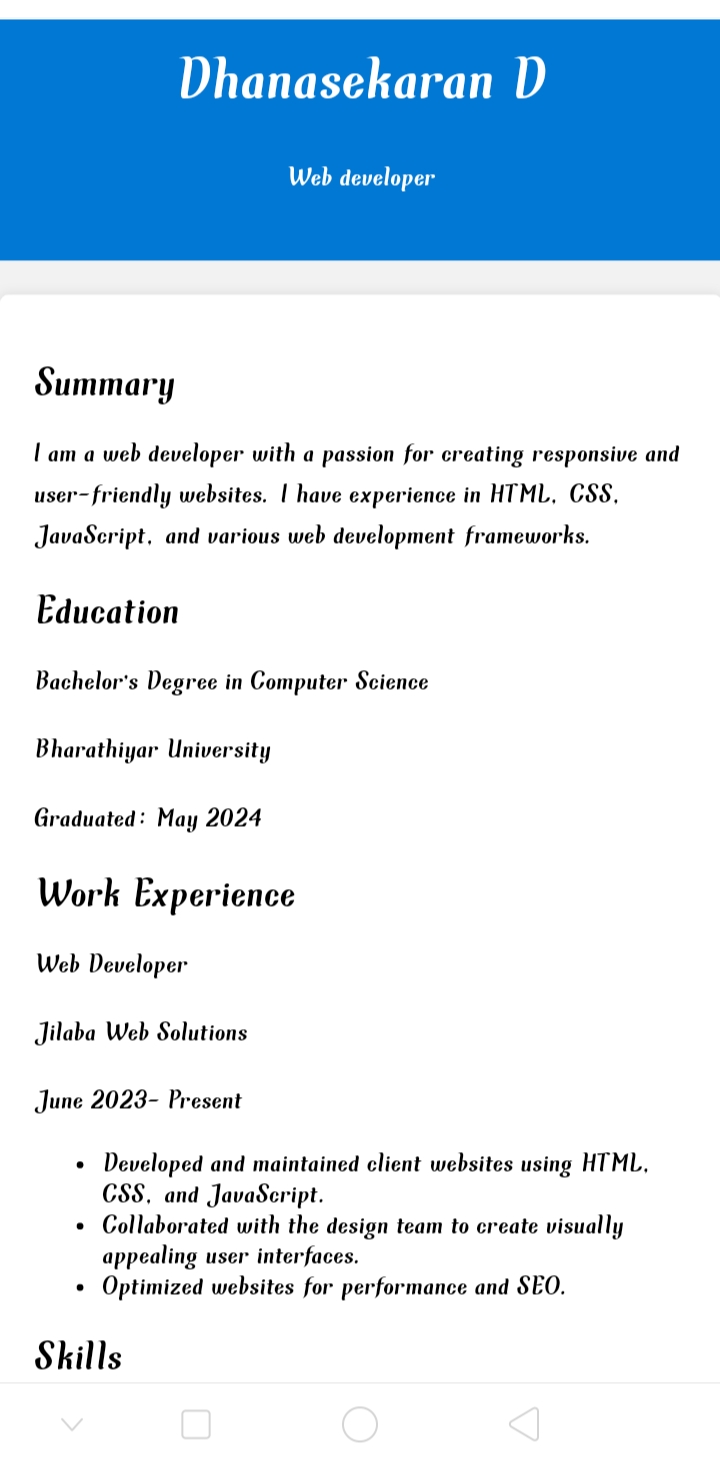 Dhanasekaran D
Web developer
Summary
I am a web developer with a passion for creating responsive and
user-friendly websites. I have experience in HTML, CSS,
JavaScript, and various web development frameworks.
Education
Bachelor's Degree in Computer Science
Bharathiyar University
Graduated: May 2024
Work Experience
Web Developer
Jilaba Web Solutions
June 2023- Present
• Developed and maintained client websites using HTML,
CSS, and JavaScript.
• Collaborated with the design team to create visually
appealing user interfaces.
• Optimized websites for performance and SEO.
Skills